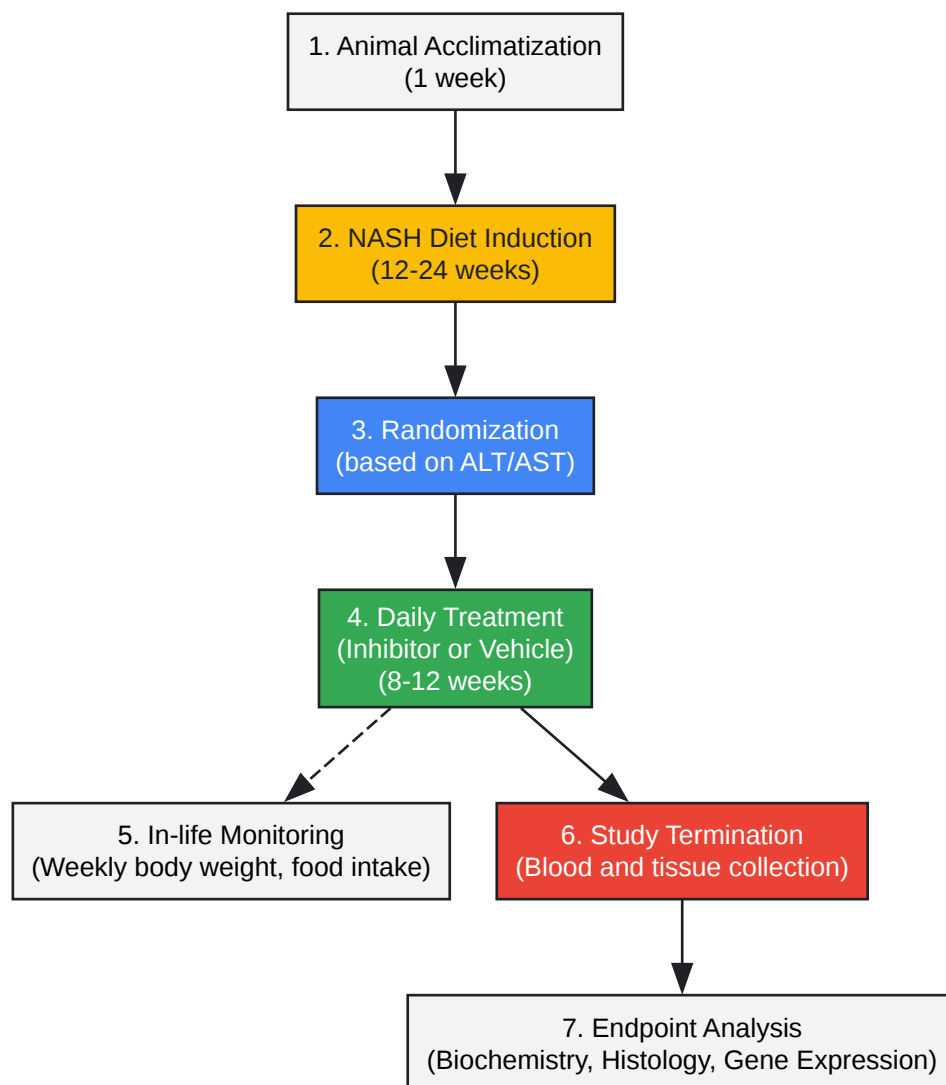 1. Animal Acclimatization
(1 week)
2. NASH Diet Induction
(12-24 weeks)
3. Randomization
(based on ALT/AST)
4. Daily Treatment
(Inhibitor or Vehicle)
(8-12 weeks)
5. In-life Monitoring
(Weekly body weight, food intake)
6. Study Termination
(Blood and tissue collection)
7. Endpoint Analysis
(Biochemistry, Histology, Gene Expression)